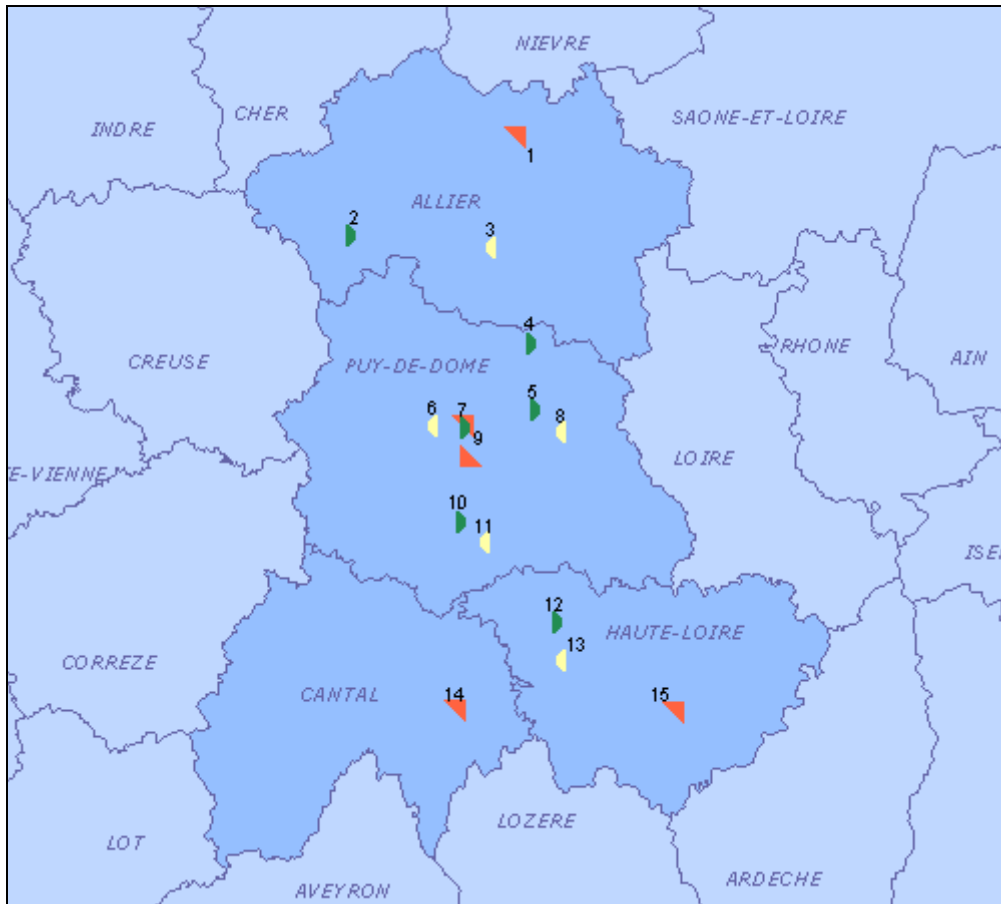 NIEVRE
CHER
SAONE-ET-LOIRE
INDRE
1
ALLIER
2
3
4
RHONE
AIN
CREUSE
PUY-DE-DOME
5
6
7
8
9
LOIRE
E-VIENNE
10
11
ISE
12
HAUTE-LOIRE
13
CORREZE
CANTAL
14
15
LOZERE
LOT
ARDECHE
AVEYRON